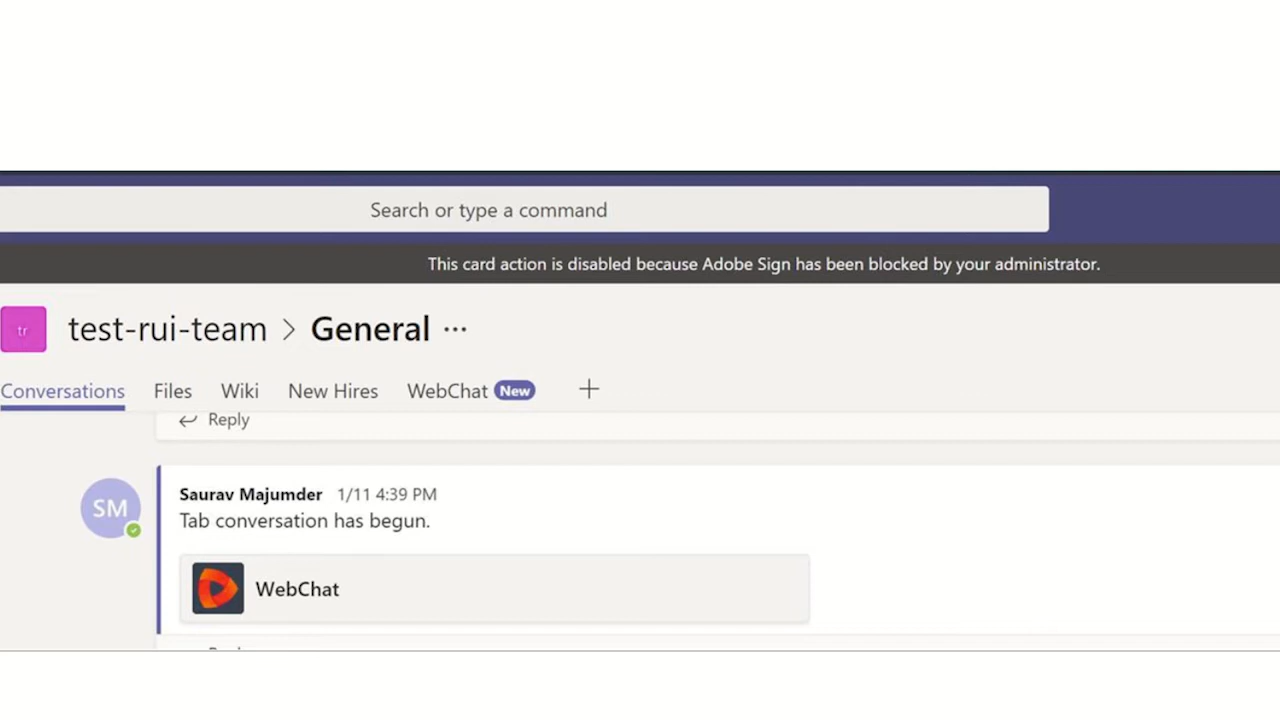 Search or type a command
This card action is disabled because Adobe Sign has been blocked by your administrator.
tr test-rui-team > General ...
Conversations Files Wiki New Hires WebChat New +
Reply
Saurav Majumder 1/11 4:39 PM
SM
Tab conversation has begun.
WebChat